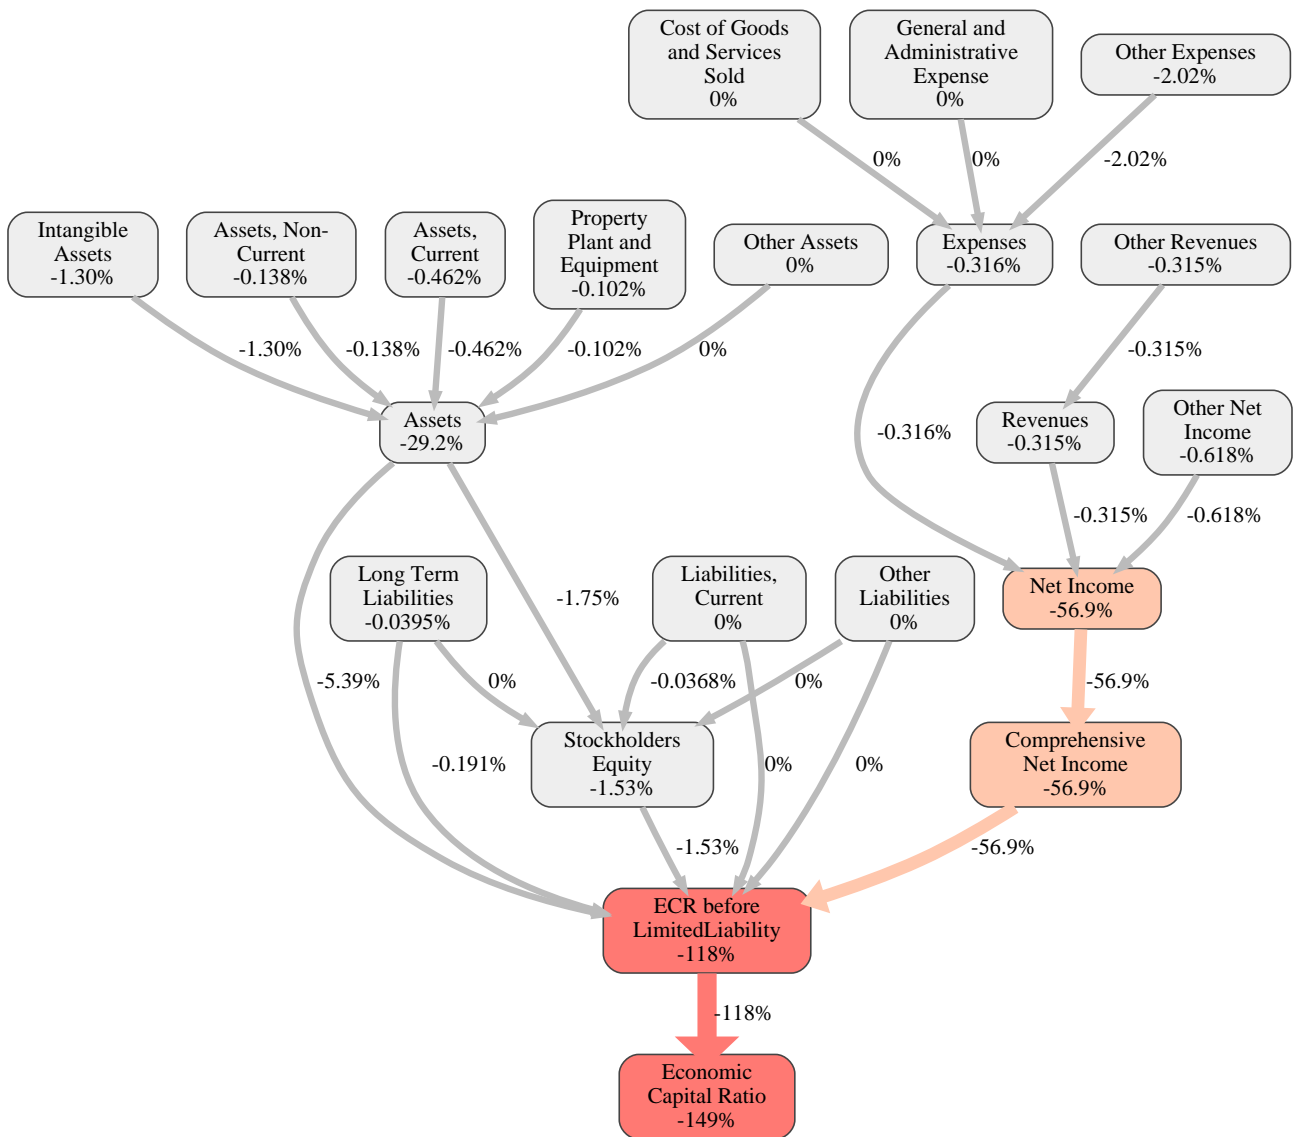 Cost of Goods
and Services
Sold
0%
General and
Administrative
Expense
0%
Other Expenses
-2.02%
0%
0%
-2.02%
Intangible
Assets
-1.30%
Assets, Non-
Current
-0.138%
Assets,
Current
-0.462%
Property
Plant and
Equipment
-0.102%
Other Assets
0%
Expenses
-0.316%
Other Revenues
-0.315%
-1.30%
-0.138%
-0.462%
-0.102%
0%
-0.315%
Assets
-29.2%
-0.316%
Revenues
-0.315%
Other Net
Income
-0.618%
-0.315%
-0.618%
Long Term
Liabilities
-0.0395%
-1.75%
Liabilities,
Current
0%
Other
Liabilities
0%
Net Income
-56.9%
-5.39%
0%
-0.0368%
0%
-56.9%
-0.191%
Stockholders
Equity
-1.53%
0%
0%
Comprehensive
Net Income
-56.9%
-1.53%
-56.9%
ECR before
LimitedLiability
-118%
-118%
Economic
Capital Ratio
-149%